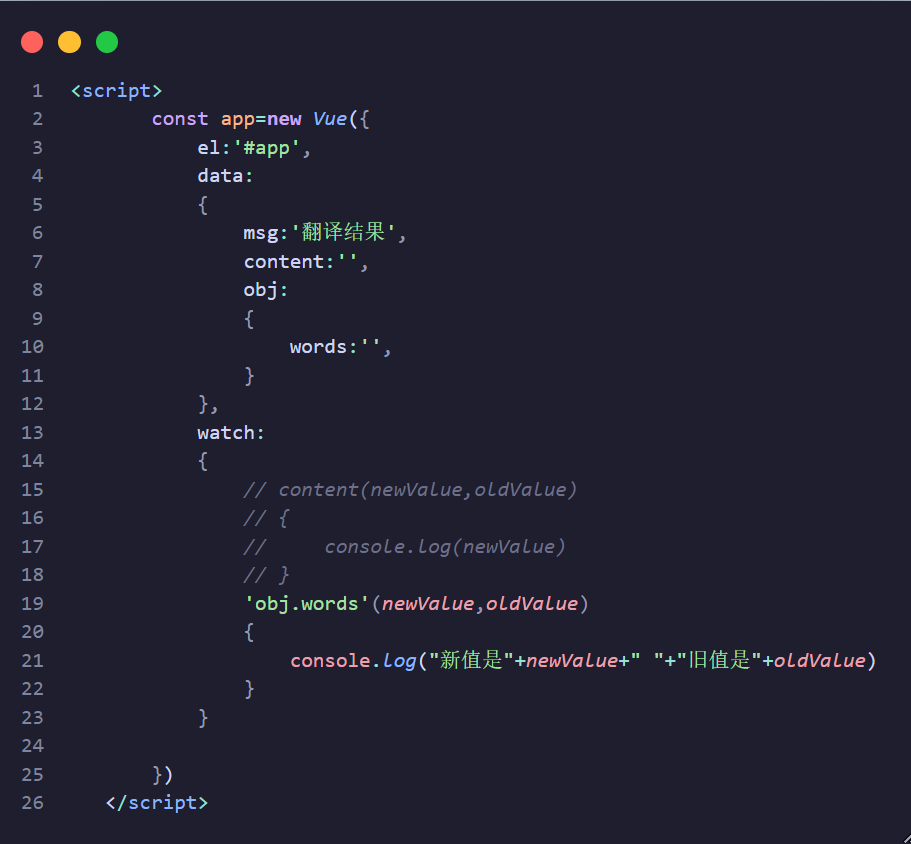 1 <script>
2         const app=new Vue({
3             el:'#app',
4             data:
5             {
6                 msg:'翻译结果',
7                 content:'',
8                 obj:
9                 {
10                     words:'',
11                 }
12             },
13             watch:
14             {
15                 // content(newValue,oldValue)
16                 // {
17                 //     console.log(newValue)
18                 // }
19                 'obj.words'(newValue,oldValue)
20                 {
21                     console.log("新值是"+newValue+" "+"旧值是"+oldValue)
22                 }
23             }
24
25         })
26     </script>